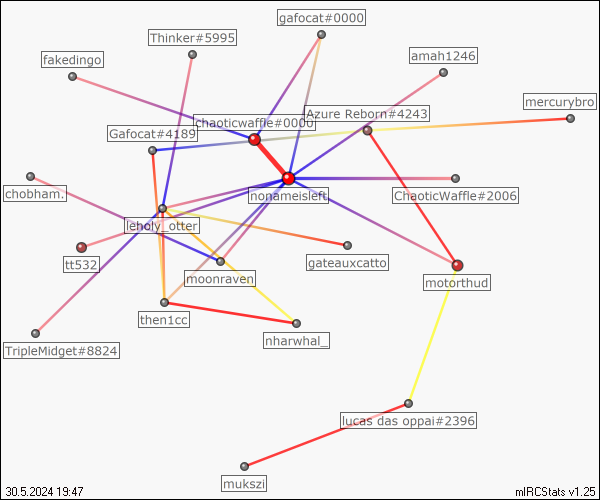 gafocat#0000
Thinker#5995
amah1246
fakedingo
mercurybro
Azure Reborn#4243
chaoticwaffle#0000
Gafocat#4189
chobham.
nonameisleft
ChaoticWaffle#2006
leholy_otter
tt532
gateauxcatto
moonraven
motorthud
then1cc
nharwhal_
TripleMidget#8824
lucas das oppai#2396
mukszi
30.5.2024 19:47
mIRCStats v1.25